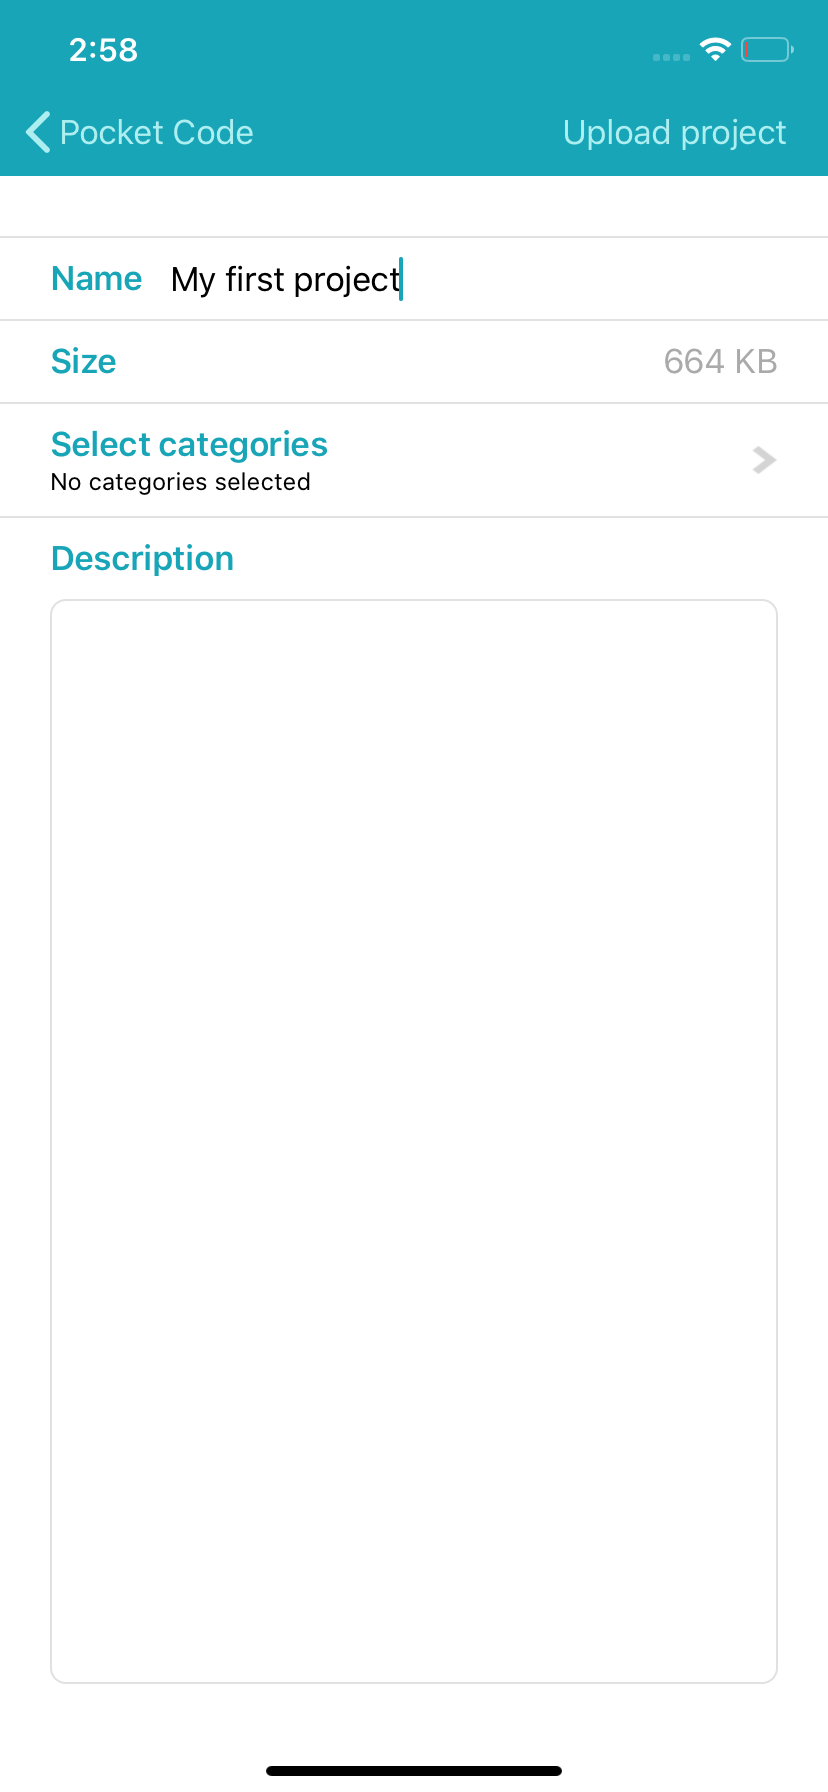 2:58
Pocket Code Upload project
Name My first project
Size 664 KB
Select categories
No categories selected
Description